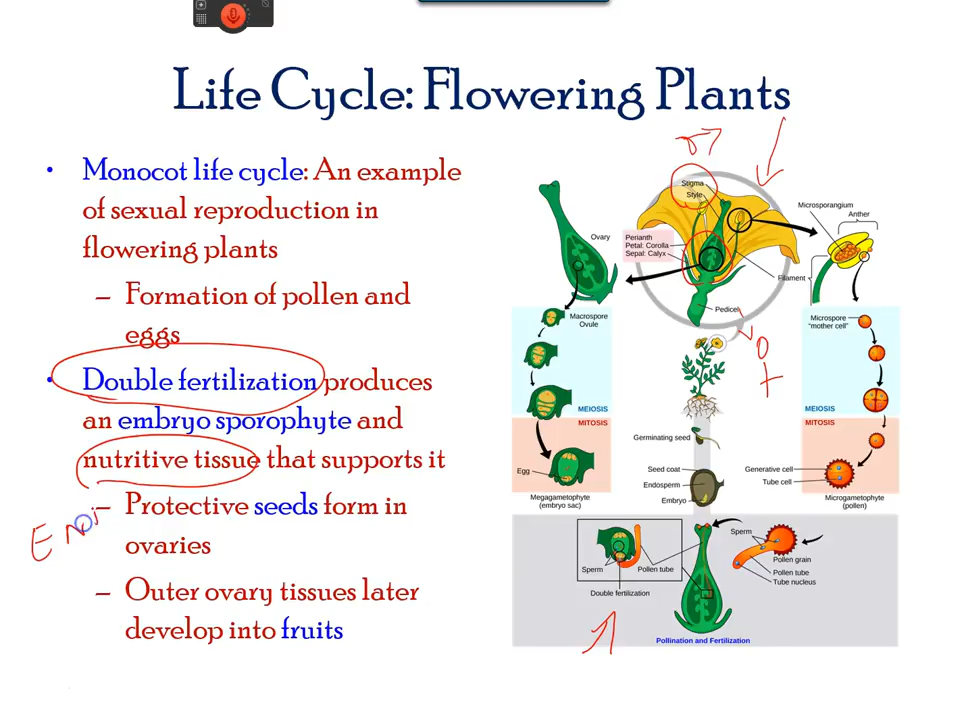 Life Cycle: Flowering Plants
• Monocot life cycle: An example
of sexual reproduction in
flowering plants
– Formation of pollen and
eggs
• Double fertilization produces
an embryo sporophyte and
nutritive tissue that supports it
– Protective seeds form in
ovaries
– Outer ovary tissues later
develop into fruits
Stigma
Style
Ovary
Perianth
Petal: Corolla
Sepal: Calyx
Filament
Pedicel
Microsporangium
Anther
Macrospore
Ovule
MEIOSIS
MITOSIS
Egg
Megagametophyte
(embryo sac)
Germinating seed
Seed coat
Endosperm
Embryo
Microspore
"mother cell"
MEIOSIS
MITOSIS
Generative cell
Tube cell
Microgametophyte
(pollen)
Sperm
Pollen tube
Double fertilization
Sperm
Pollen grain
Pollen tube
Tube nucleus
Pollination and Fertilization